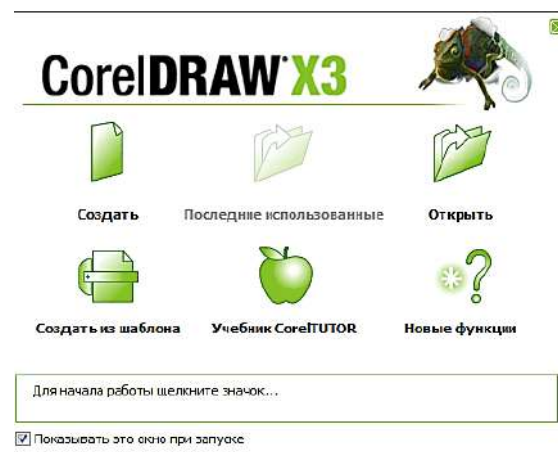 CorelDRAW X3
Создать Последние использованные Открыть
Создать из шаблона Учебник CorelTUTOR Новые функции
Для начала работы щелкните значок...
Показывать это окно при запуске